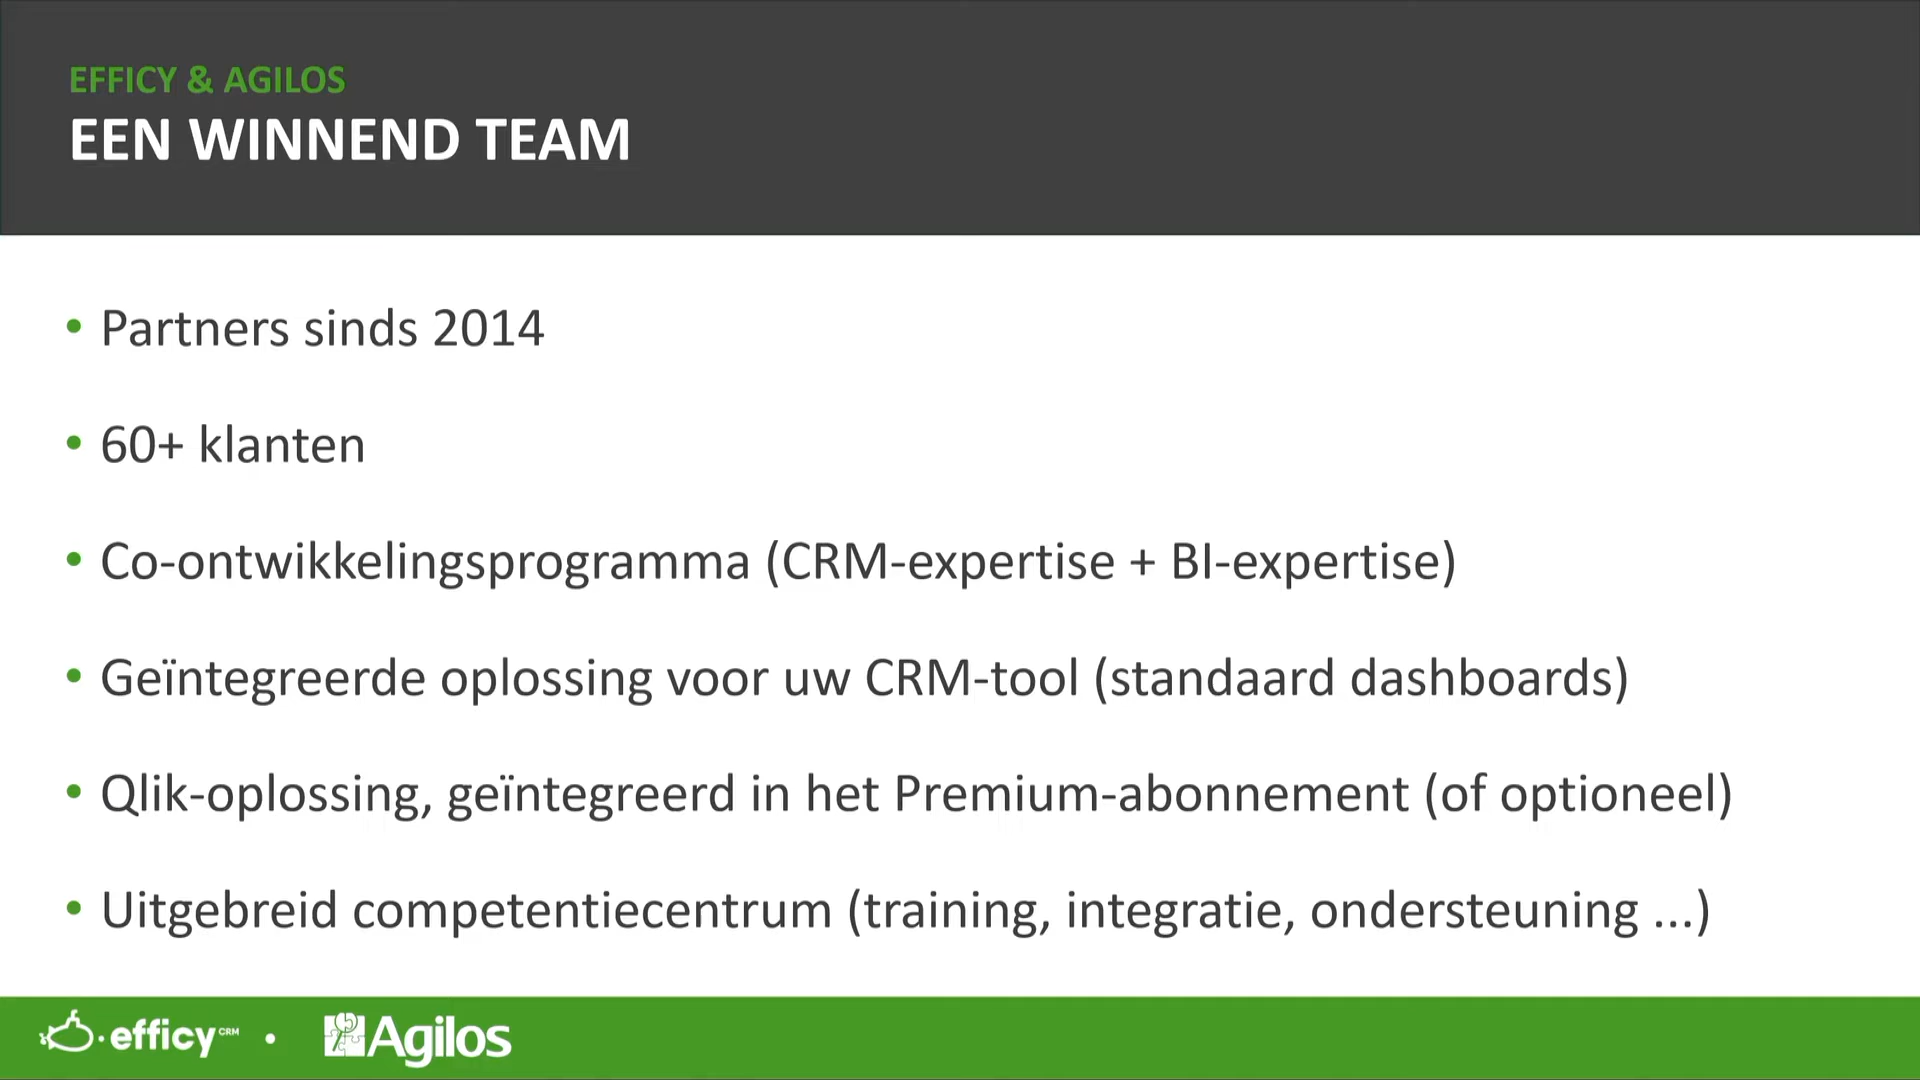 EFFICY & AGILOS
EEN WINNEND TEAM
• Partners sinds 2014
• 60+ klanten
• Co-ontwikkelingsprogramma (CRM-expertise + BI-expertise)
• Geïntegreerde oplossing voor uw CRM-tool (standaard dashboards)
• Qlik-oplossing, geïntegreerd in het Premium-abonnement (of optioneel)
• Uitgebreid competentiecentrum (training, integratie, ondersteuning ...)
efficy CRM • Agilos